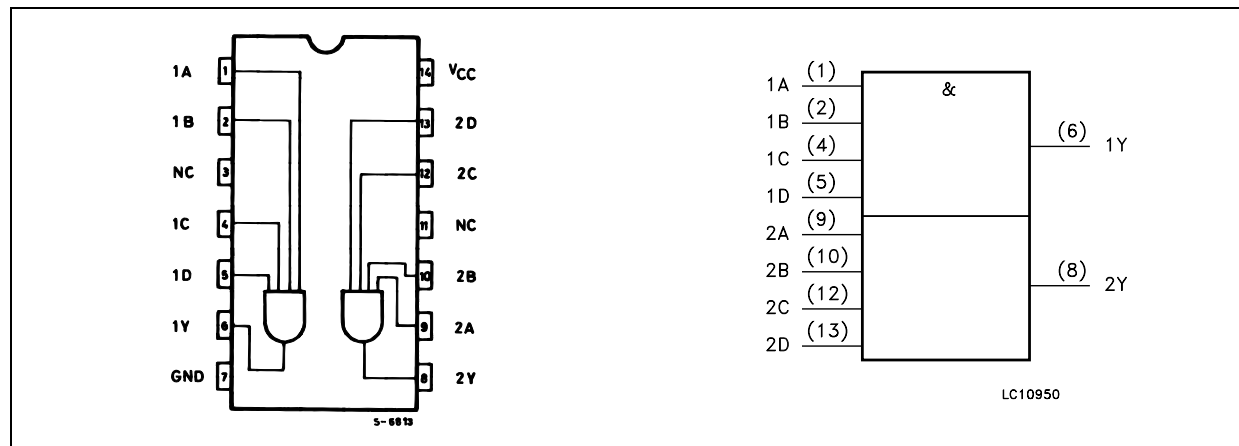 1A 1 14 VCC
1B 2 13 2D
NC 3 12 2C
1C 4 11 NC
1D 5 10 2B
1Y 6 9 2A
GND 7 8 2Y
S-6893
&
1A (1)
1B (2)
1C (4)
1D (5)
2A (9)
2B (10)
2C (12)
2D (13)
(6) 1Y
(8) 2Y
LC10950